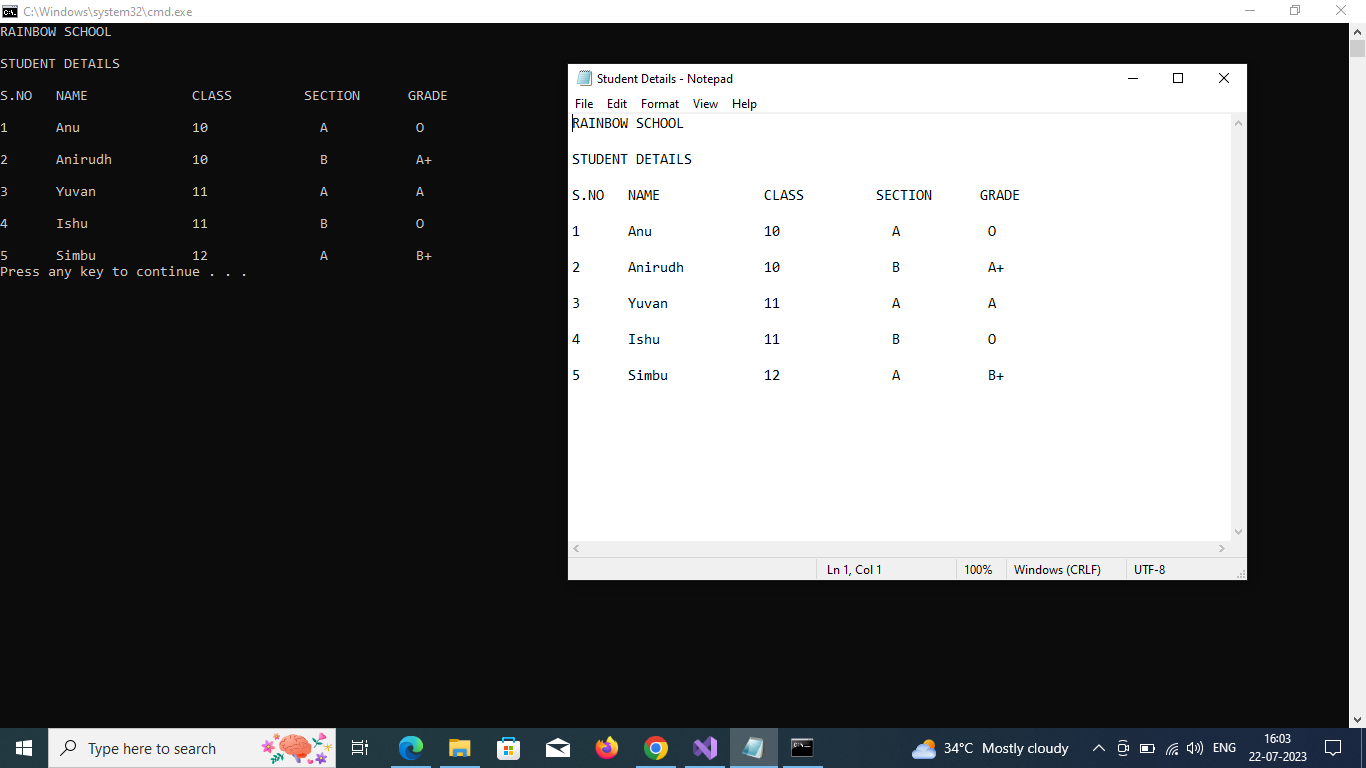 C:\Windows\system32\cmd.exe
RAINBOW SCHOOL
STUDENT DETAILS
S.NO NAME CLASS SECTION GRADE
1 Anu 10 A O
2 Anirudh 10 B A+
3 Yuvan 11 A A
4 Ishu 11 B O
5 Simbu 12 A B+
Press any key to continue . . .
Student Details - Notepad
File Edit Format View Help
RAINBOW SCHOOL
STUDENT DETAILS
S.NO NAME CLASS SECTION GRADE
1 Anu 10 A O
2 Anirudh 10 B A+
3 Yuvan 11 A A
4 Ishu 11 B O
5 Simbu 12 A B+
Ln 1, Col 1 100% Windows (CRLF) UTF-8
Type here to search
34°C Mostly cloudy
ENG
16:03
22-07-2023